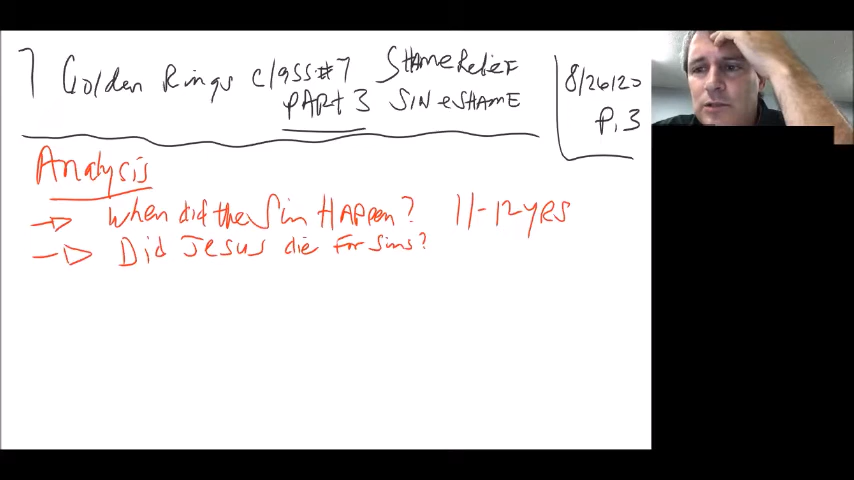 7 Golden Rings Class #7 SHAME RELIEF
PART 3 SIN & SHAME
8/26/20
P. 3
Analysis
When did the Sin HAPPEN? 11-12 YRS
Did Jesus die For Sins?